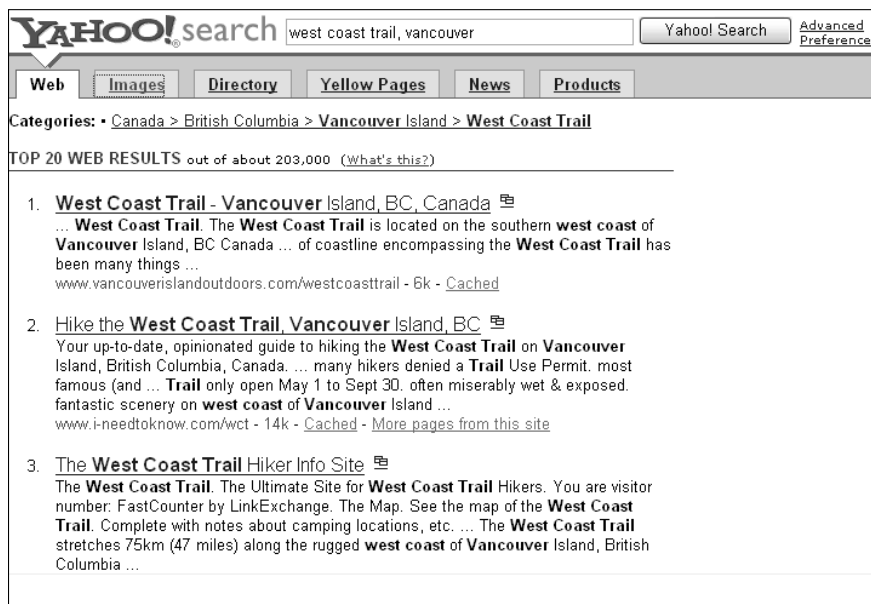 YAHOO! search west coast trail, vancouver Yahoo! Search Advanced
Preference
Web Images Directory Yellow Pages News Products
Categories: • Canada > British Columbia > Vancouver Island > West Coast Trail
TOP 20 WEB RESULTS out of about 203,000 (What's this?)
1. West Coast Trail - Vancouver Island, BC, Canada
... West Coast Trail. The West Coast Trail is located on the southern west coast of
Vancouver Island, BC Canada ... of coastline encompassing the West Coast Trail has
been many things ...
www.vancouverislandoutdoors.com/westcoasttrail - 6k - Cached
2. Hike the West Coast Trail, Vancouver Island, BC
Your up-to-date, opinionated guide to hiking the West Coast Trail on Vancouver
Island, British Columbia, Canada. ... many hikers denied a Trail Use Permit. most
famous (and ... Trail only open May 1 to Sept 30. often miserably wet & exposed.
fantastic scenery on west coast of Vancouver Island ...
www.i-needtoknow.com/wct - 14k - Cached - More pages from this site
3. The West Coast Trail Hiker Info Site
The West Coast Trail. The Ultimate Site for West Coast Trail Hikers. You are visitor
number: FastCounter by LinkExchange. The Map. See the map of the West Coast
Trail. Complete with notes about camping locations, etc. ... The West Coast Trail
stretches 75km (47 miles) along the rugged west coast of Vancouver Island, British
Columbia ...